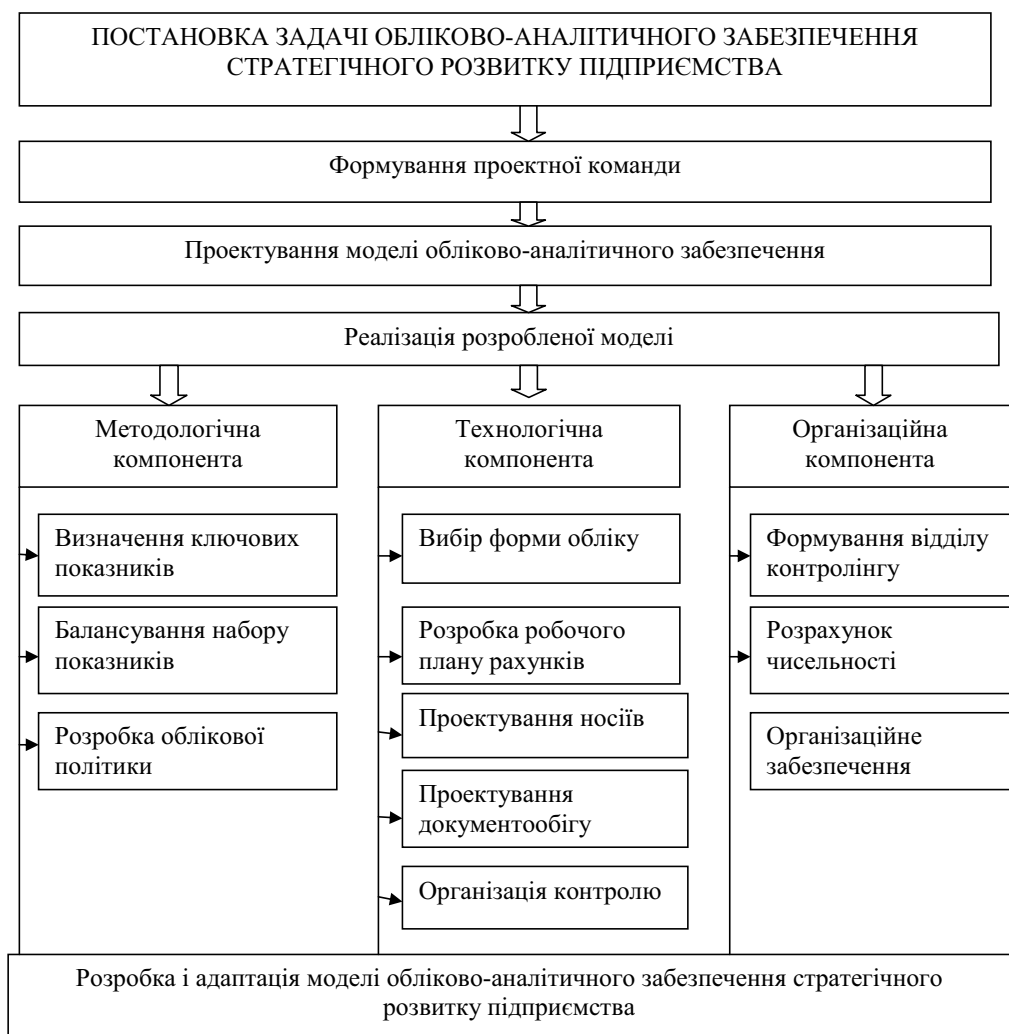 ПОСТАНОВКА ЗАДАЧІ ОБЛІКОВО-АНАЛІТИЧНОГО ЗАБЕЗПЕЧЕННЯ
СТРАТЕГІЧНОГО РОЗВИТКУ ПІДПРИЄМСТВА
Формування проектної команди
Проектування моделі обліково-аналітичного забезпечення
Реалізація розробленої моделі
Методологічна
компонента
Визначення ключових
показників
Балансування набору
показників
Розробка облікової
політики
Технологічна
компонента
Вибір форми обліку
Розробка робочого
плану рахунків
Проектування носіїв
Проектування
документообігу
Організація контролю
Організаційна
компонента
Формування відділу
контролінгу
Розрахунок
чисельності
Організаційне
забезпечення
Розробка і адаптація моделі обліково-аналітичного забезпечення стратегічного
розвитку підприємства